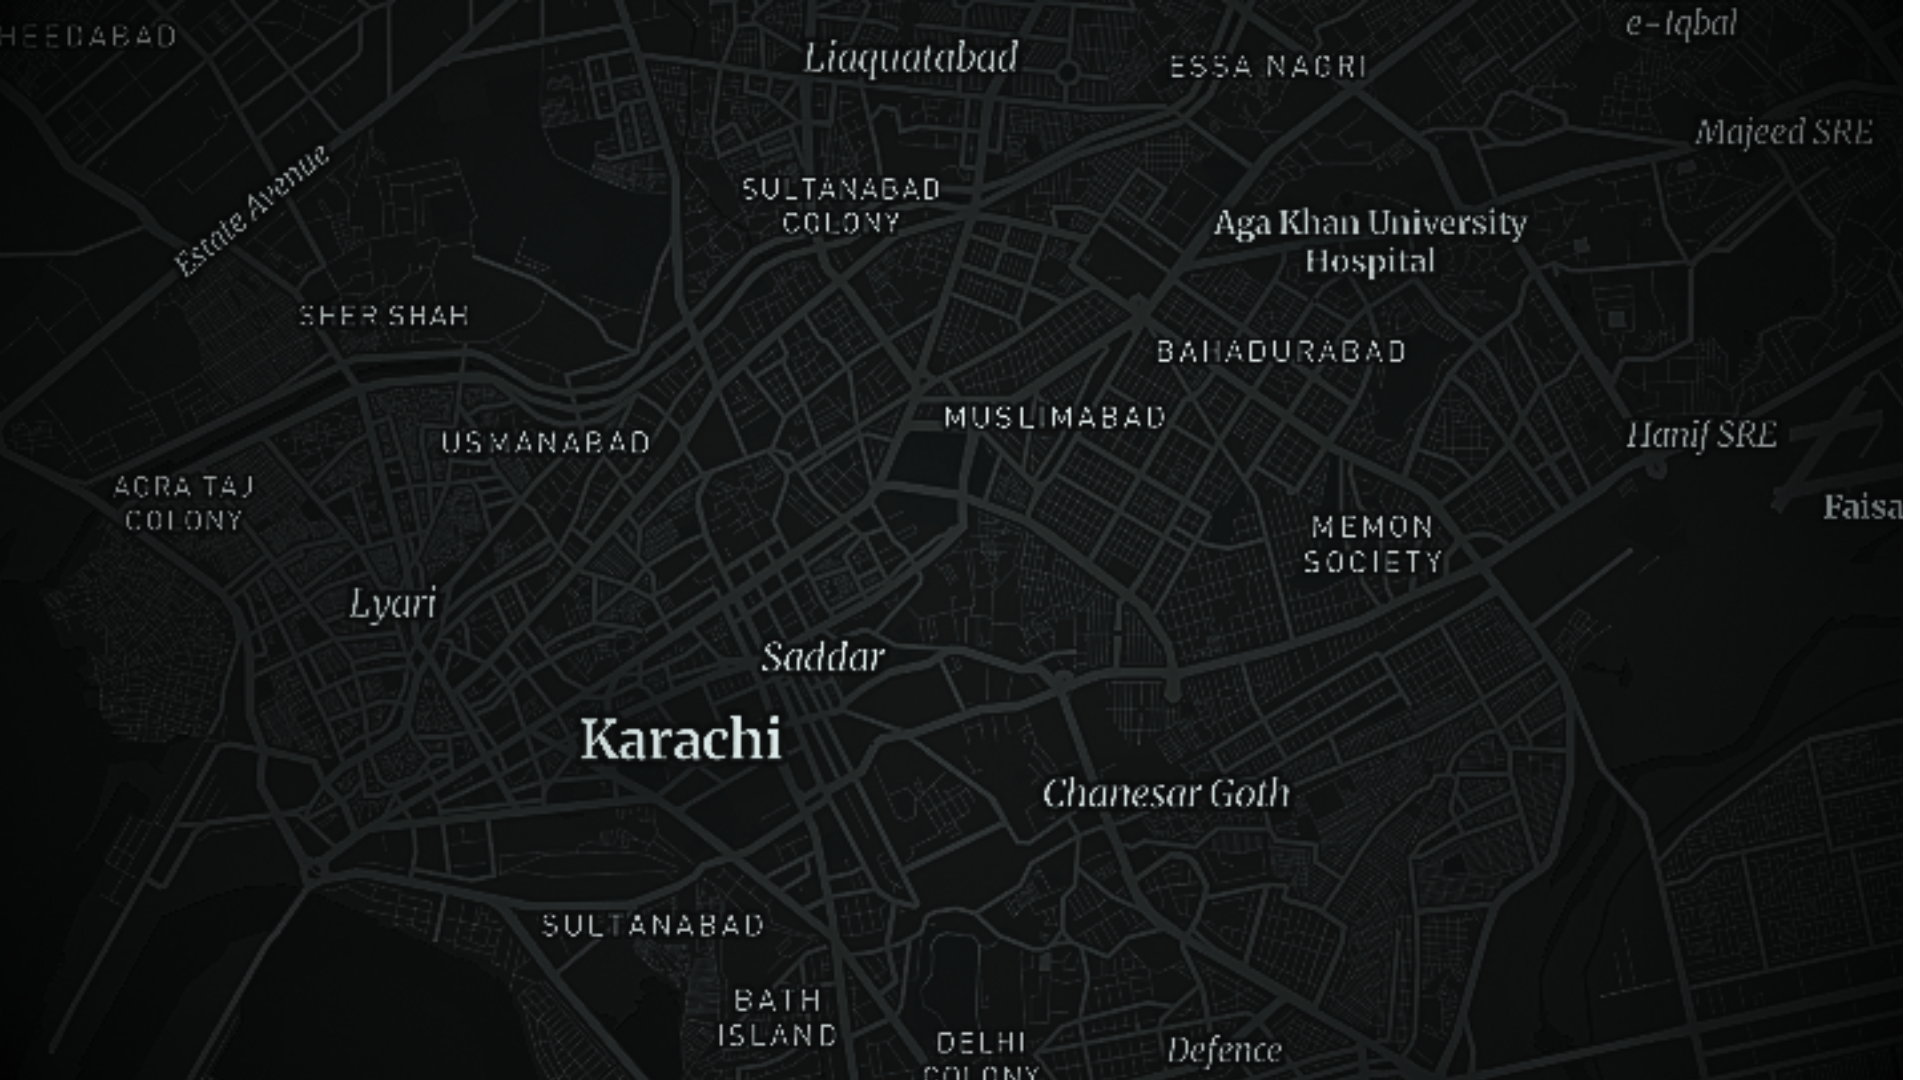 HEEDABAD
Liaquatabad
ESSA NAGRI
e-Iqbal
Majeed SRE
Estate Avenue
SULTANABAD
COLONY
Aga Khan University
Hospital
SHER SHAH
BAHADURABAD
MUSLIMABAD
Hanif SRE
USMANABAD
AGRA TAJ
COLONY
Faisa
MEMON
SOCIETY
Lyari
Saddar
Karachi
Chanesar Goth
SULTANABAD
BATH
ISLAND
DELHI
COLONY
Defence